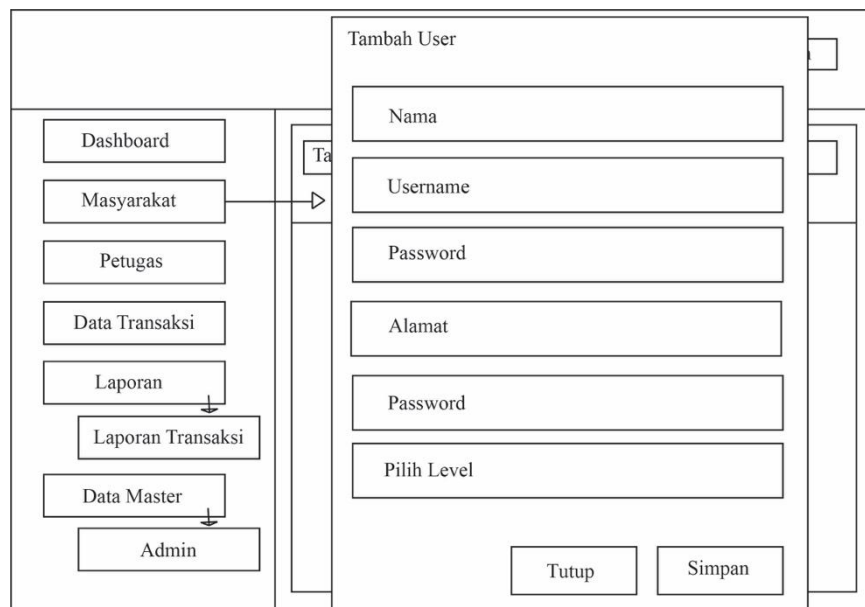 Tambah User
Nama
Username
Password
Alamat
Password
Pilih Level
Tutup
Simpan
Dashboard
Masyarakat
Petugas
Data Transaksi
Laporan
Laporan Transaksi
Data Master
Admin
Ta